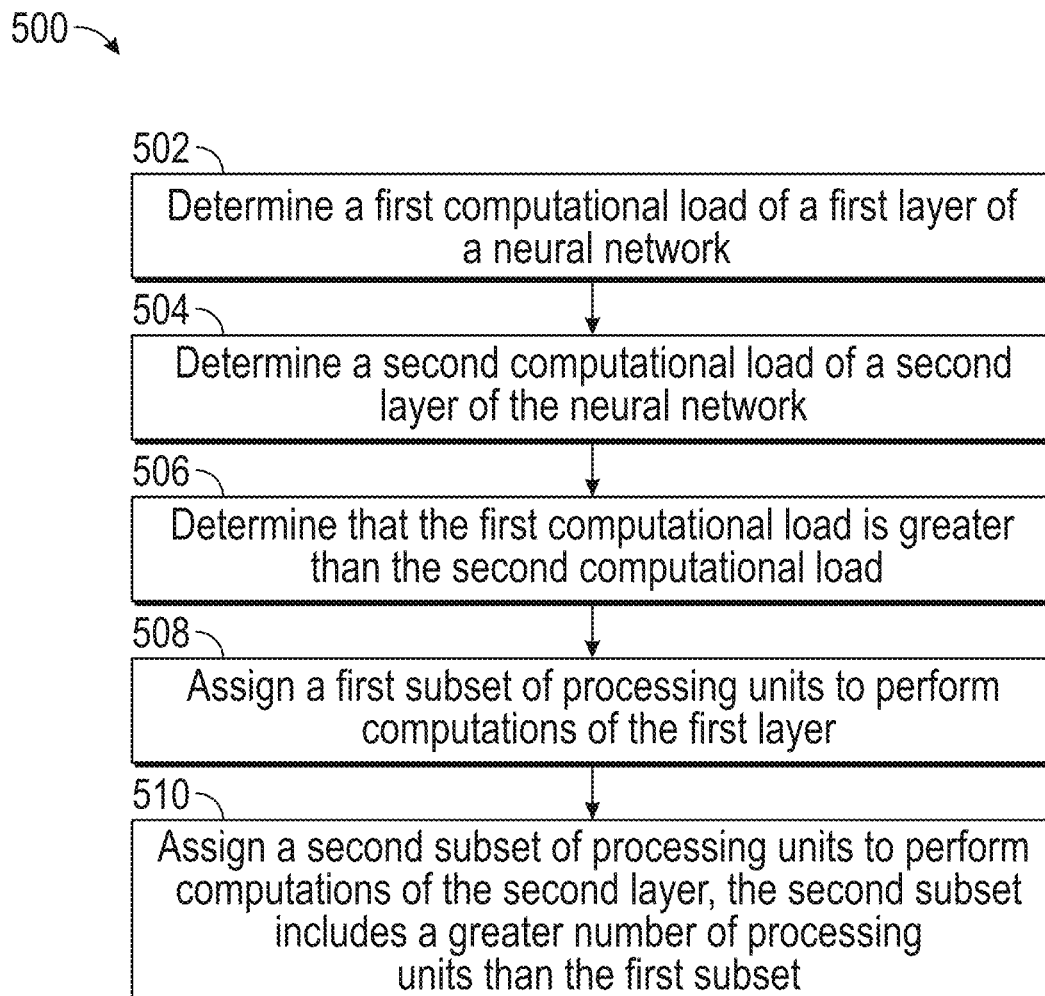 500
502
Determine a first computational load of a first layer of
a neural network
504
Determine a second computational load of a second
layer of the neural network
506
Determine that the first computational load is greater
than the second computational load
508
Assign a first subset of processing units to perform
computations of the first layer
510
Assign a second subset of processing units to perform
computations of the second layer, the second subset
includes a greater number of processing
units than the first subset